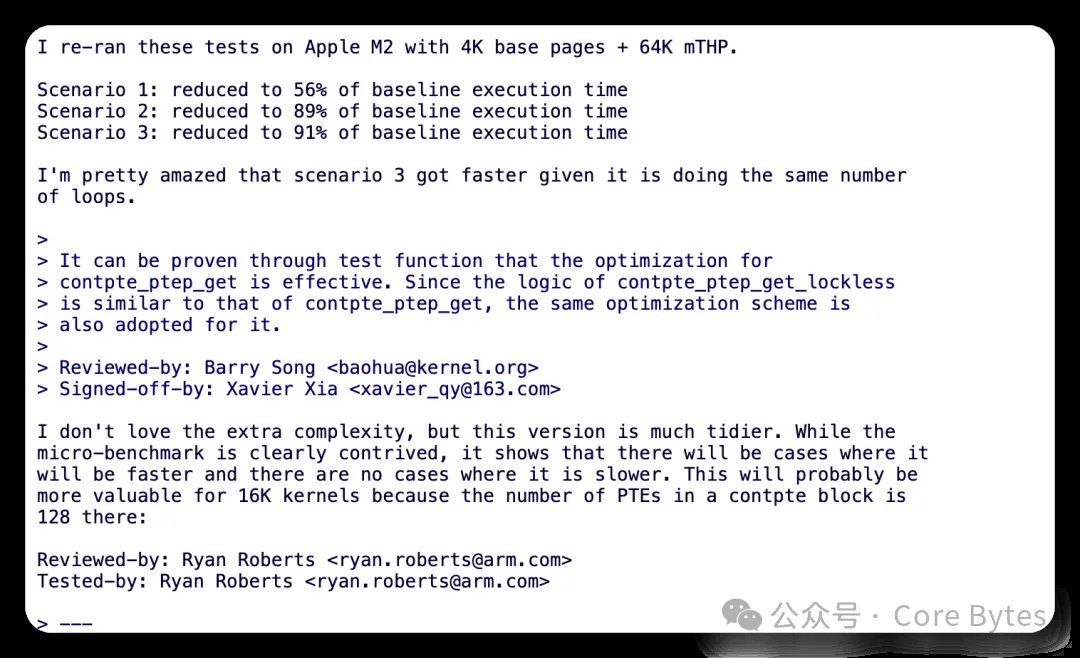 I re-ran these tests on Apple M2 with 4K base pages + 64K mTHP.
Scenario 1: reduced to 56% of baseline execution time
Scenario 2: reduced to 89% of baseline execution time
Scenario 3: reduced to 91% of baseline execution time
I'm pretty amazed that scenario 3 got faster given it is doing the same number
of loops.
>
> It can be proven through test function that the optimization for
> contpte_ptep_get is effective. Since the logic of contpte_ptep_get_lockless
> is similar to that of contpte_ptep_get, the same optimization scheme is
> also adopted for it.
>
> Reviewed-by: Barry Song <baohua@kernel.org>
> Signed-off-by: Xavier Xia <xavier_qy@163.com>
I don't love the extra complexity, but this version is much tidier. While the
micro-benchmark is clearly contrived, it shows that there will be cases where it
will be faster and there are no cases where it is slower. This will probably be
more valuable for 16K kernels because the number of PTEs in a contpte block is
128 there:
Reviewed-by: Ryan Roberts <ryan.roberts@arm.com>
Tested-by: Ryan Roberts <ryan.roberts@arm.com>
> ---
公众号 · Core Bytes